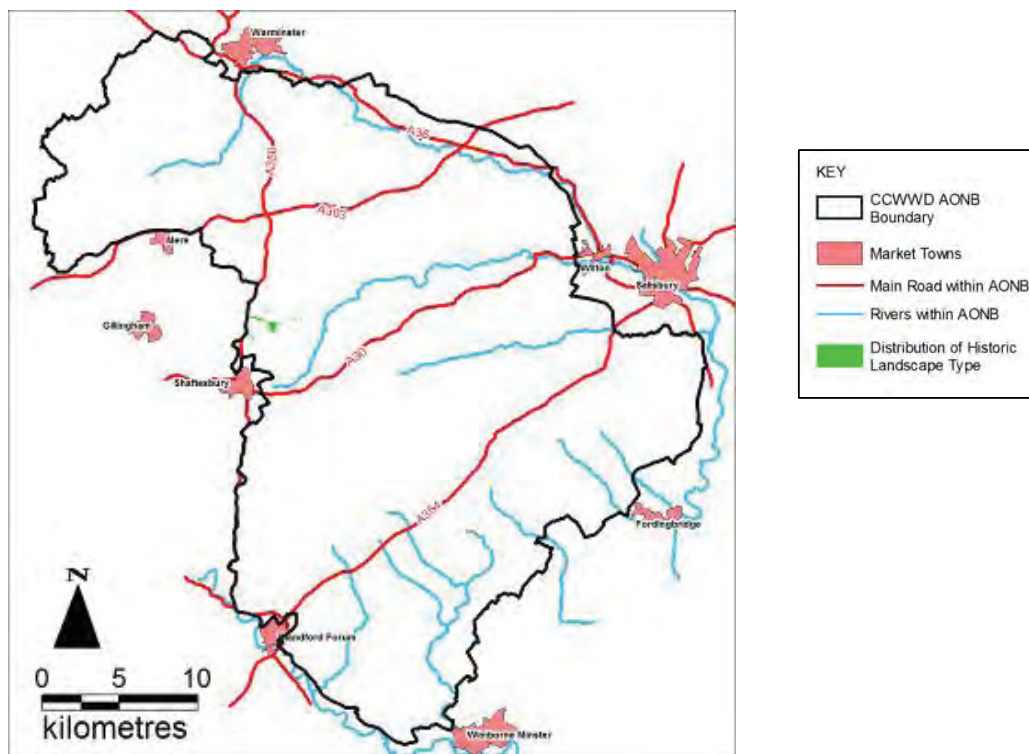 Warminster
A36
A350
A303
Mere
Wilton
Salisbury
Gillingham
A30
Shaftesbury
A354
Fordingbridge
N
landford Forum
0 5 10
kilometres
Wimborne Minster
KEY
CCWWD AONB
Boundary
Market Towns
Main Road within AONB
Rivers within AONB
Distribution of Historic
Landscape Type